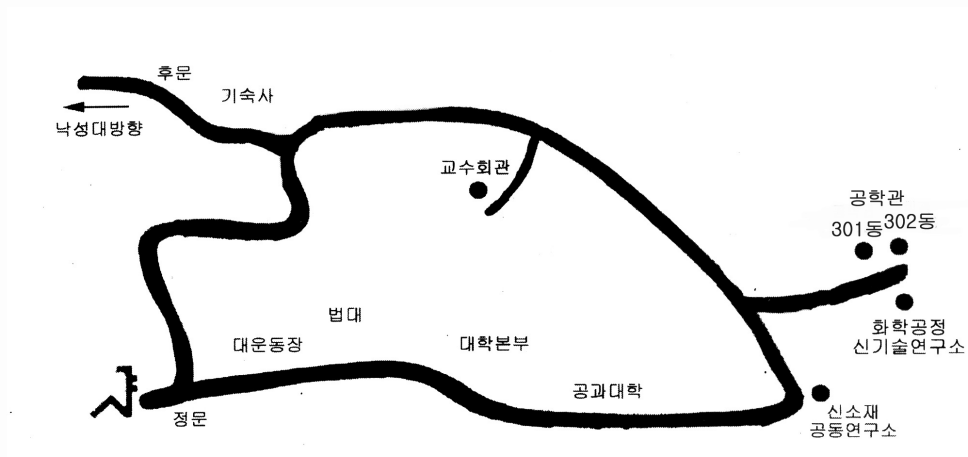 후문
기숙사
낙성대방향
교수회관
공학관
301동
302동
화학공정
신기술연구소
법대
대운동장
대학본부
공과대학
정문
신소재
공동연구소